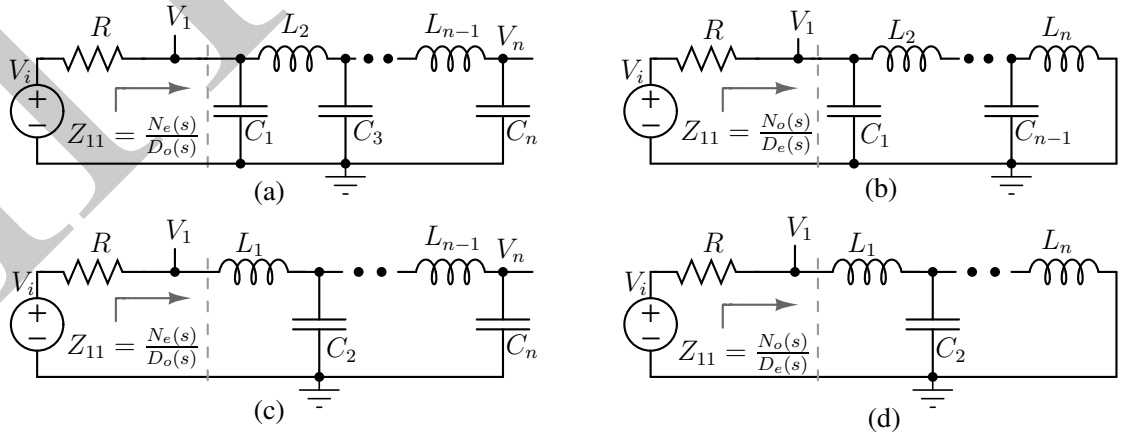 R V_1 L_2 L_{n-1} V_n
V_i + − Z_{11} = \frac{N_e(s)}{D_o(s)} C_1 C_3 C_n
(a)
R V_1 L_2 L_n
V_i + − Z_{11} = \frac{N_o(s)}{D_e(s)} C_1 C_{n-1}
(b)
R V_1 L_1 L_{n-1} V_n
V_i + − Z_{11} = \frac{N_e(s)}{D_o(s)} C_2 C_n
(c)
R V_1 L_1 L_n
V_i + − Z_{11} = \frac{N_o(s)}{D_e(s)} C_2
(d)